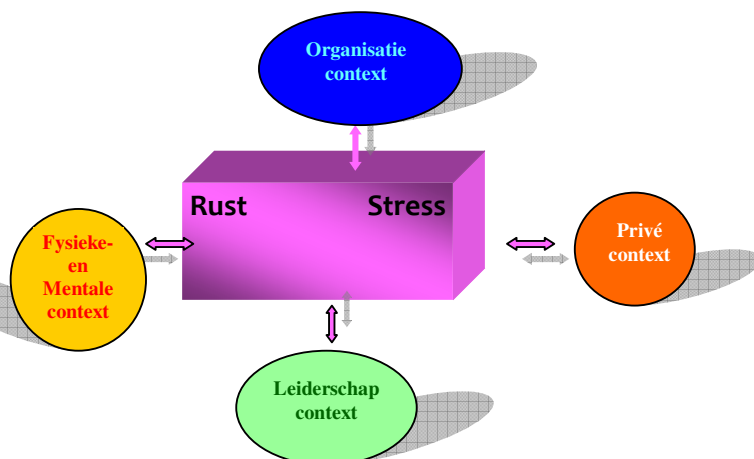 Organisatie
context
Rust Stress
Fysieke-
en
Mentale
context
Privé
context
Leiderschap
context